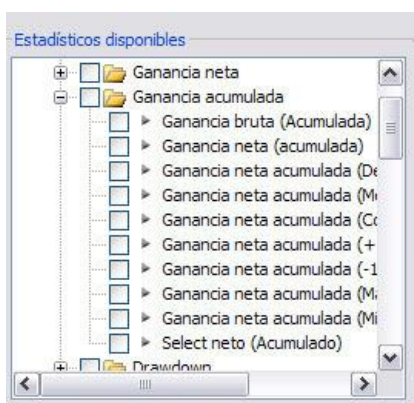 Estadísticos disponibles
Ganancia neta
Ganancia acumulada
Ganancia bruta (Acumulada)
Ganancia neta (acumulada)
Ganancia neta acumulada (De
Ganancia neta acumulada (Me
Ganancia neta acumulada (Co
Ganancia neta acumulada (+
Ganancia neta acumulada (-1
Ganancia neta acumulada (Ma
Ganancia neta acumulada (Mi
Select neto (Acumulado)
Drawdown